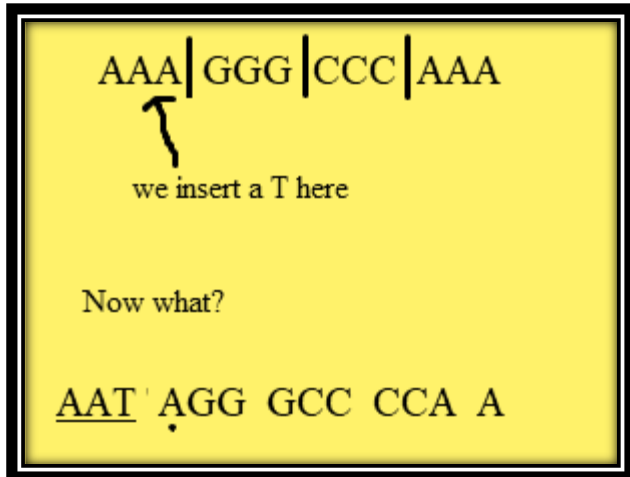 AAA|GGG|CCC|AAA
we insert a T here
Now what?
AAT ' AGG GCC CCA A